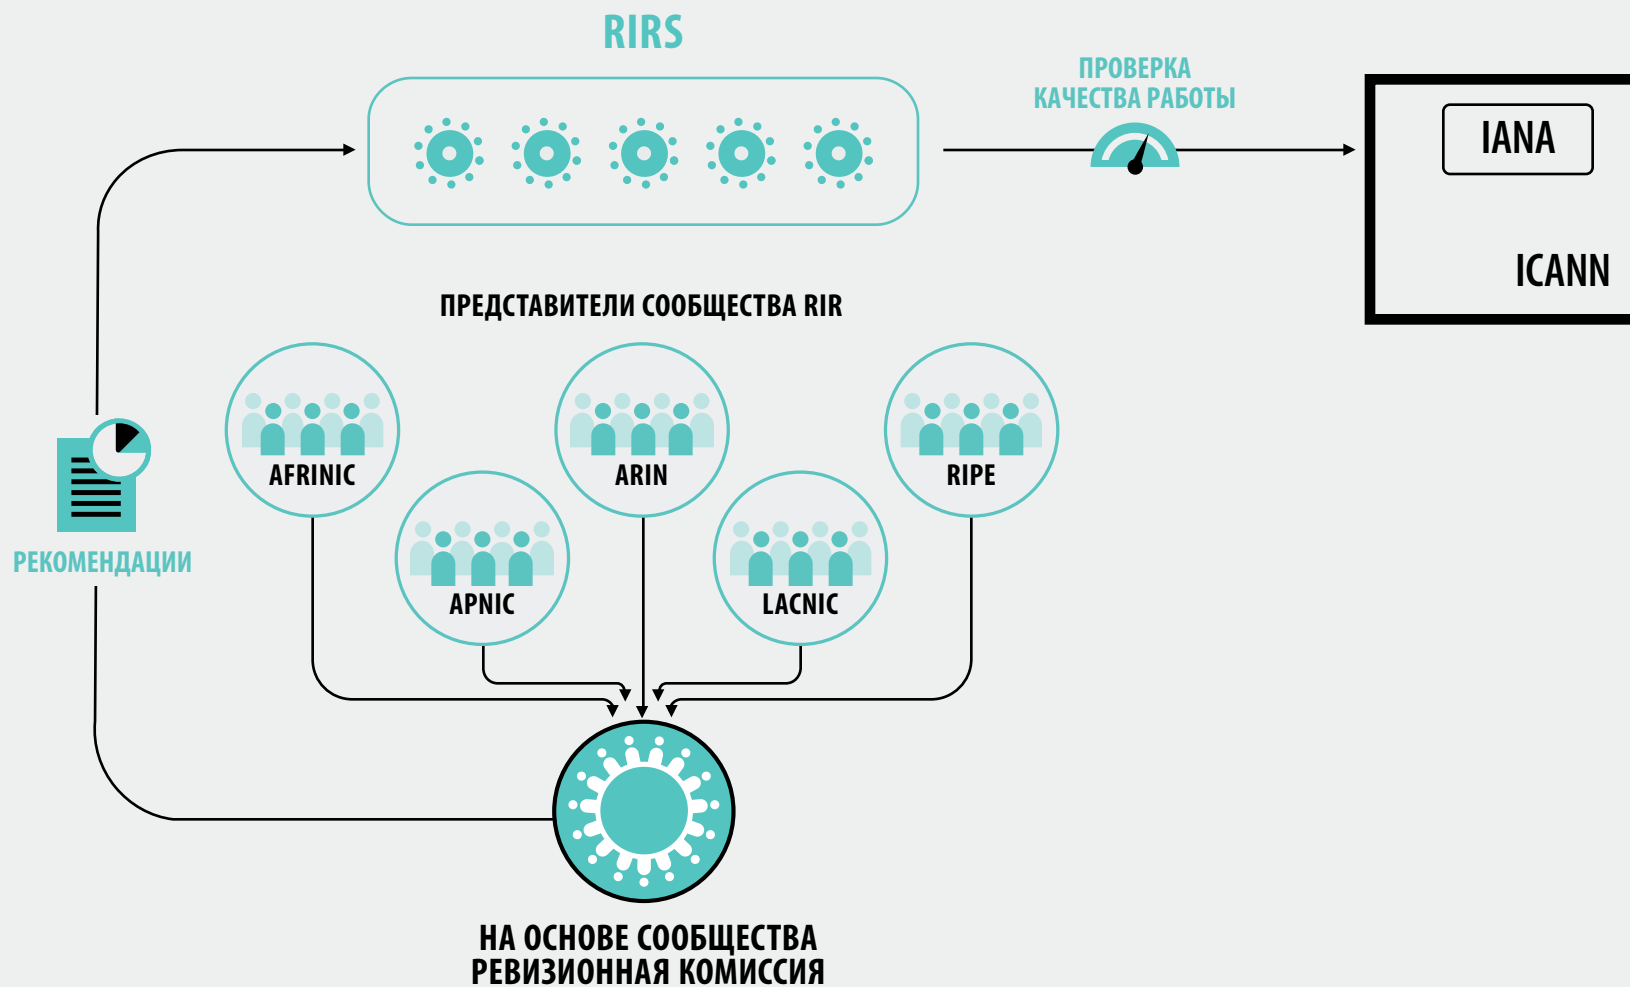 RIRS
ПРОВЕРКА
КАЧЕСТВА РАБОТЫ
IANA
ICANN
ПРЕДСТАВИТЕЛИ СООБЩЕСТВА RIR
AFRINIC
ARIN
RIPE
APNIC
LACNIC
РЕКОМЕНДАЦИИ
НА ОСНОВЕ СООБЩЕСТВА
РЕВИЗИОННАЯ КОМИССИЯ